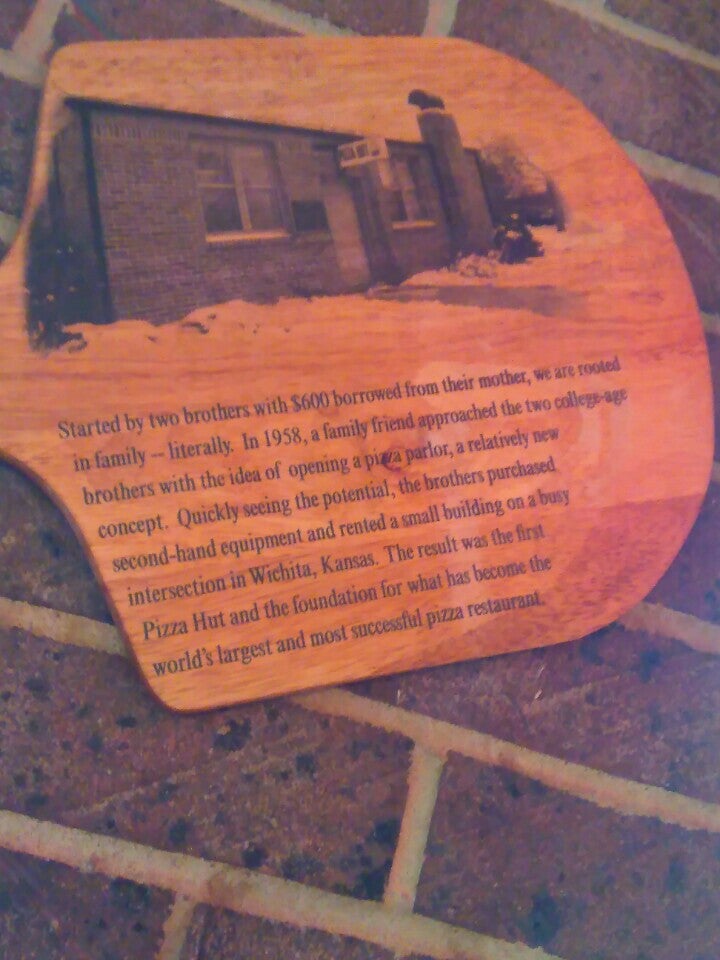 Started by two brothers with $600 borrowed from their mother, we are rooted
in family -- literally. In 1958, a family friend approached the two college-age
brothers with the idea of opening a pizza parlor, a relatively new
concept. Quickly seeing the potential, the brothers purchased
second-hand equipment and rented a small building on a busy
intersection in Wichita, Kansas. The result was the first
Pizza Hut and the foundation for what has become the
world's largest and most successful pizza restaurant.